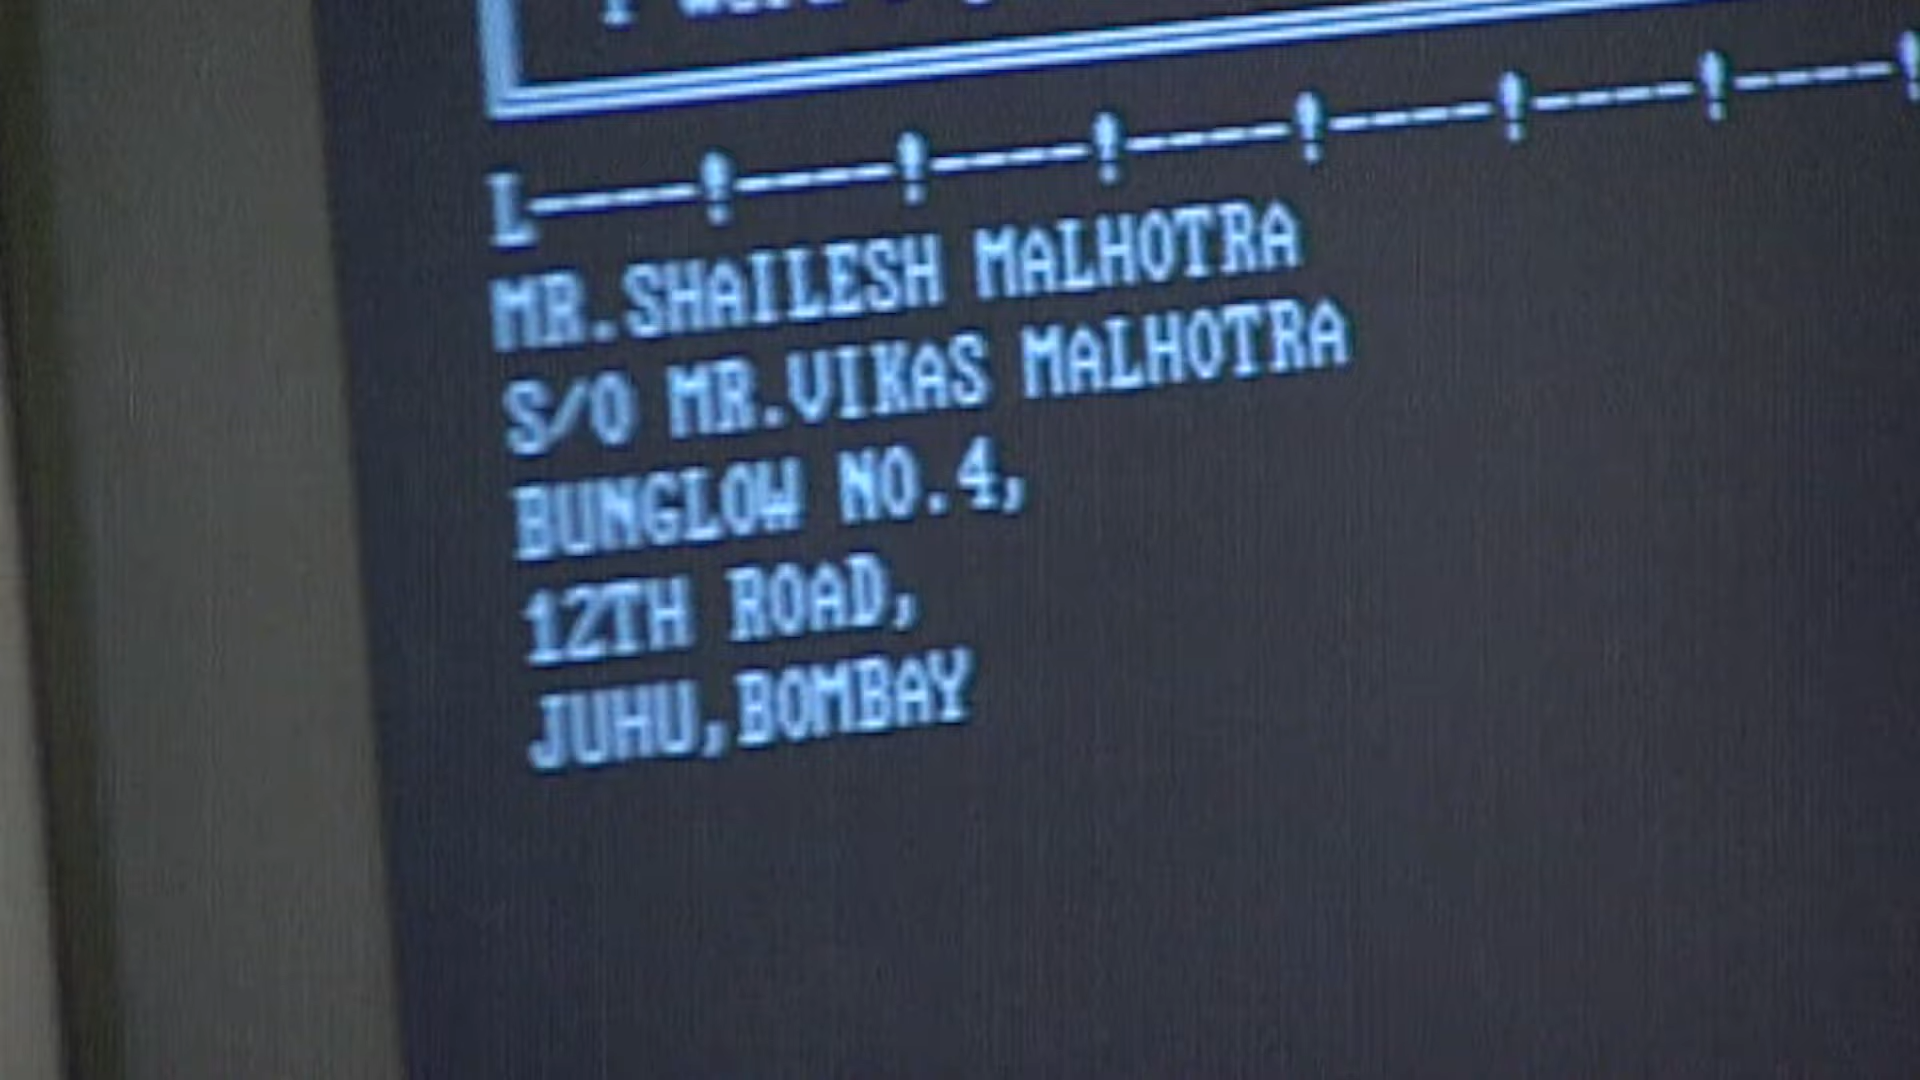 L----!----!----!----!----!----!----!
MR.SHAILESH MALHOTRA
S/O MR.VIKAS MALHOTRA
BUNGLOW NO.4,
12TH ROAD,
JUHU,BOMBAY